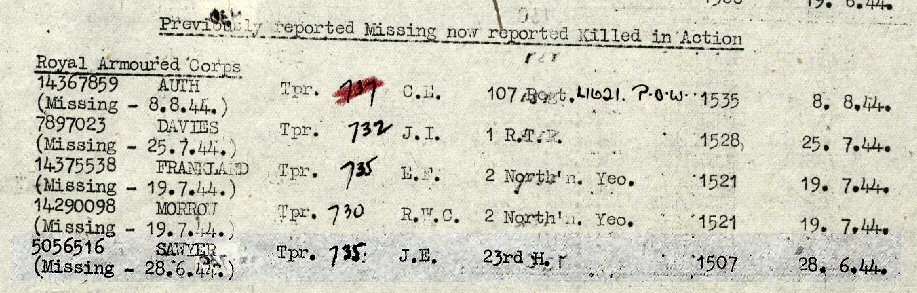 Previously reported Missing now reported Killed in Action
Royal Armoured Corps
14367859 AUTH Tpr. C.E. 107 Regt. P.O.W. 1535 8. 8.44.
(Missing - 8.8.44.)
7897023 DAVIES Tpr. 732 J.I. 1 R.T.R. 1528 25. 7.44.
(Missing - 25.7.44.)
14375538 FRANKLAND Tpr. 735 E.F. 2 North'n. Yeo. 1521 19. 7.44.
(Missing - 19.7.44.)
14290098 MORROW Tpr. 730 R.W.C. 2 North'n. Yeo. 1521 19. 7.44.
(Missing - 19.7.44.)
5056516 SAWYER Tpr. 735 J.E. 23rd H. 1507 28. 6.44.
(Missing - 28.6.44.)